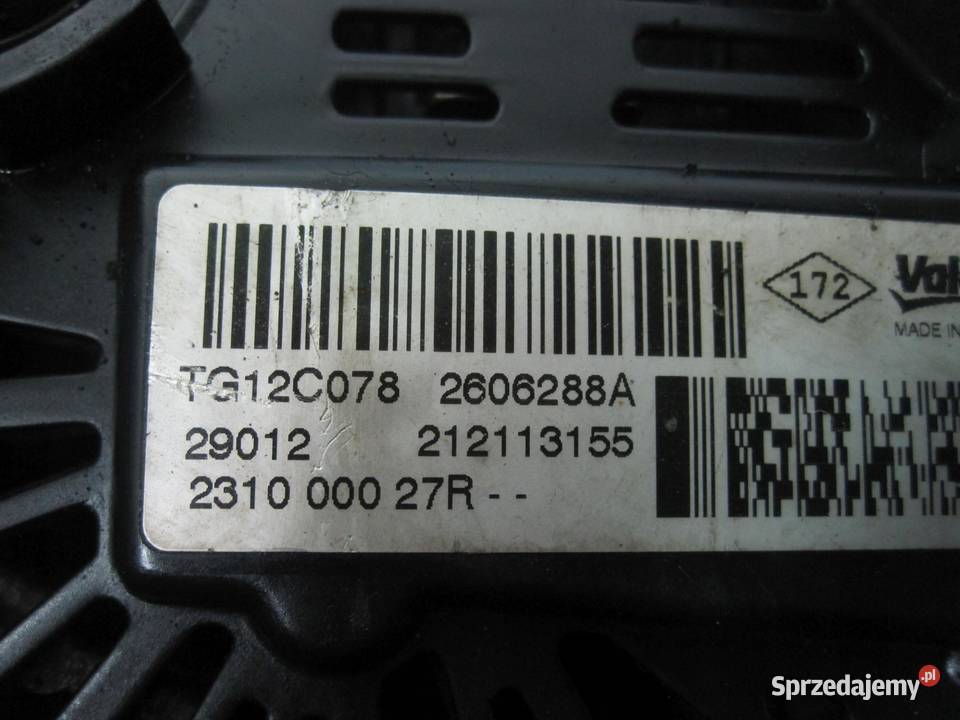 172
MADE IN
TG12C078 2606288A
29012 212113155
2310 000 27R - -
Sprzedajemy.pl